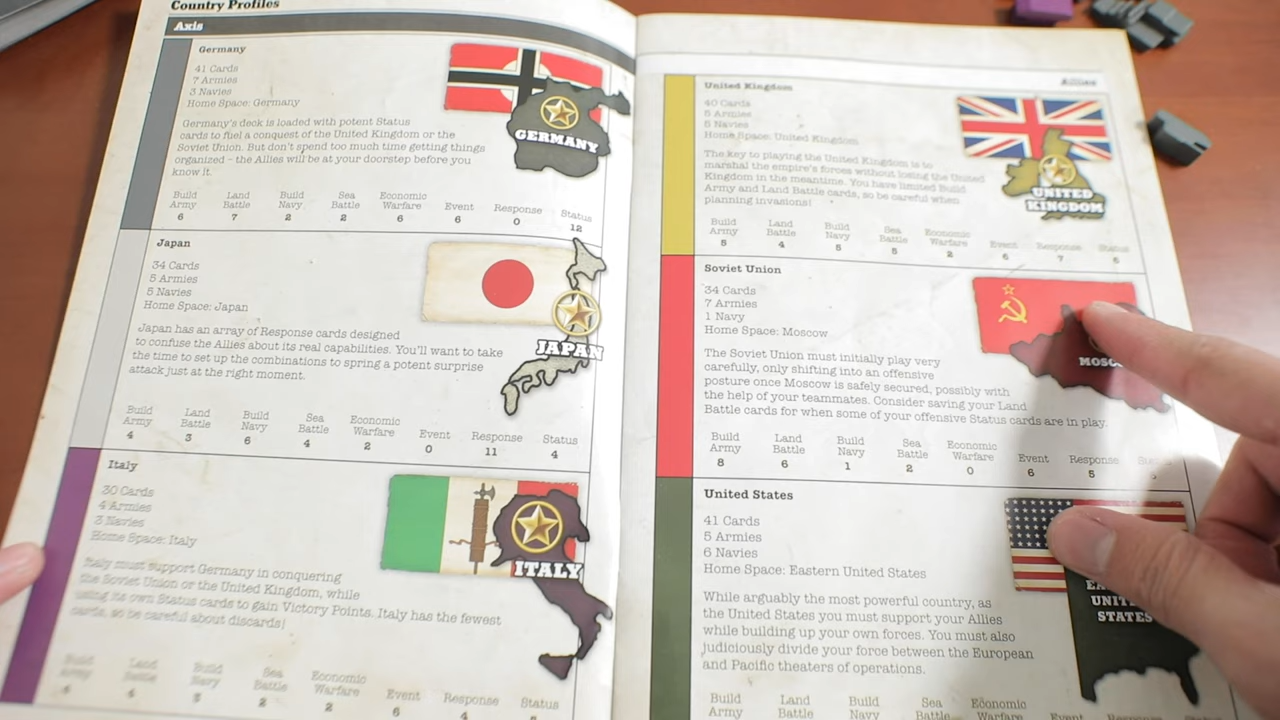 Country Profiles
Axis
Germany
41 Cards
7 Armies
3 Navies
Home Space: Germany
Germany's deck is loaded with potent Status
cards to fuel a conquest of the United Kingdom or the
Soviet Union. But don't spend too much time getting things
organized – the Allies will be at your doorstep before you
know it.
GERMANY
Build Army Land Battle Build Navy Sea Battle Economic Warfare Event Response Status
6 7 2 2 6 6 0 12
Japan
34 Cards
5 Armies
5 Navies
Home Space: Japan
Japan has an array of Response cards designed
to confuse the Allies about its real capabilities. You'll want to take
the time to set up the combinations to spring a potent surprise
attack just at the right moment.
JAPAN
Build Army Land Battle Build Navy Sea Battle Economic Warfare Event Response Status
4 3 6 4 2 0 11 4
Italy
30 Cards
4 Armies
3 Navies
Home Space: Italy
Italy must support Germany in conquering
the Soviet Union or the United Kingdom, while
using its own Status cards to gain Victory Points. Italy has the fewest
cards, so be careful about discards!
ITALY
Build Army Land Battle Build Navy Sea Battle Economic Warfare Event Response Status
4 4 2 2 6 4
Allies
United Kingdom
40 Cards
6 Armies
5 Navies
Home Space: United Kingdom
The key to playing the United Kingdom is to
marshal the empire's forces without losing the United
Kingdom in the meantime. You have limited Build
Army and Land Battle cards, so be careful when
planning invasions!
UNITED
KINGDOM
Build Army Land Battle Build Navy Sea Battle Economic Warfare Event Response Status
5 4 5 5 2 6 7 6
Soviet Union
34 Cards
7 Armies
1 Navy
Home Space: Moscow
The Soviet Union must initially play very
carefully, only shifting into an offensive
posture once Moscow is safely secured, possibly with
the help of your teammates. Consider saving your Land
Battle cards for when some of your offensive Status cards are in play.
Build Army Land Battle Build Navy Sea Battle Economic Warfare Event Response
8 6 1 2 0 6 5
United States
41 Cards
5 Armies
6 Navies
Home Space: Eastern United States
While arguably the most powerful country, as
the United States you must support your Allies
while building up your own forces. You must also
judiciously divide your force between the European
and Pacific theaters of operations.
STATES
Build Army Land Battle Build Navy Sea Battle Economic Warfare Event Response Status